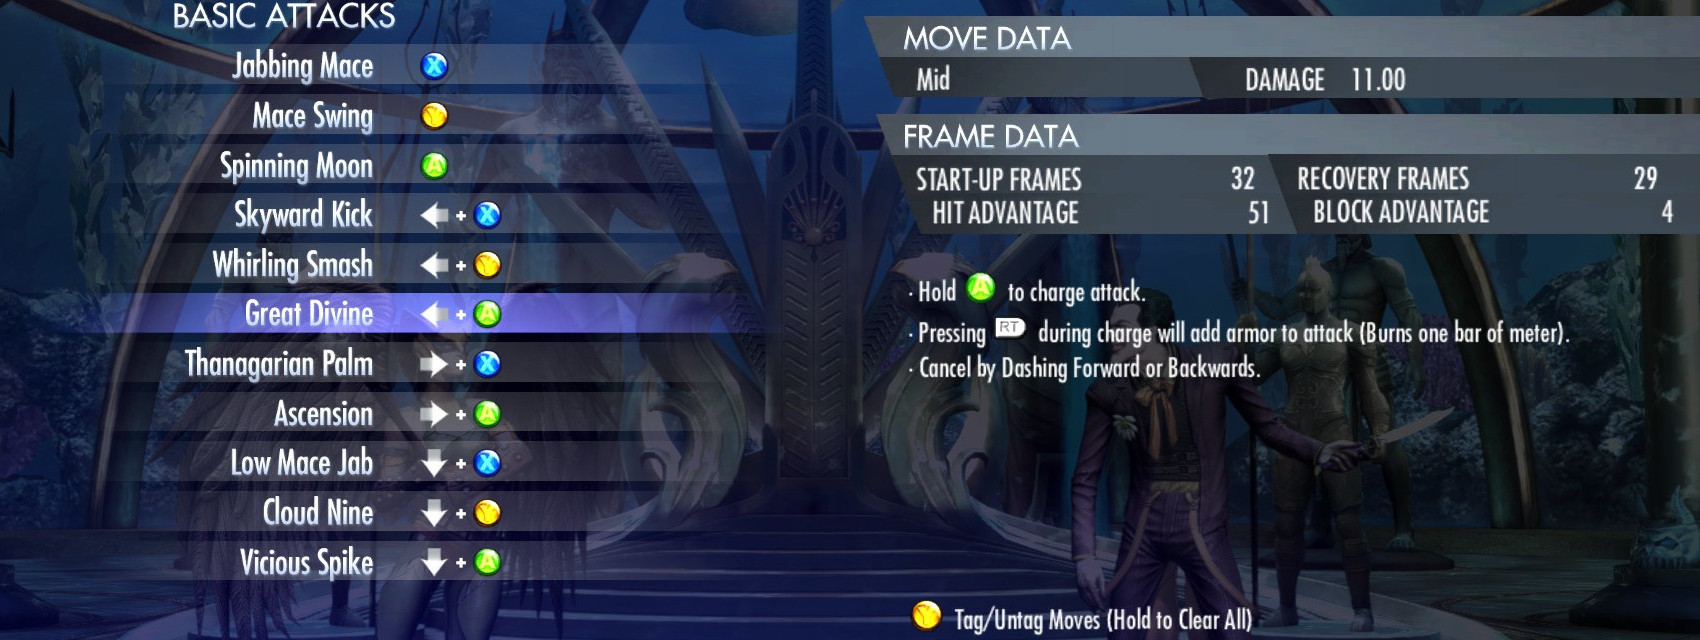 BASIC ATTACKS
Jabbing Mace X
Mace Swing Y
Spinning Moon A
Skyward Kick + X
Whirling Smash + Y
Great Divine + A
Thanagarian Palm + X
Ascension + A
Low Mace Jab + X
Cloud Nine + Y
Vicious Spike + A
MOVE DATA
Mid DAMAGE 11.00
FRAME DATA
START-UP FRAMES 32 RECOVERY FRAMES 29
HIT ADVANTAGE 51 BLOCK ADVANTAGE 4
· Hold A to charge attack.
· Pressing RT during charge will add armor to attack (Burns one bar of meter).
· Cancel by Dashing Forward or Backwards.
Y Tag/Untag Moves (Hold to Clear All)